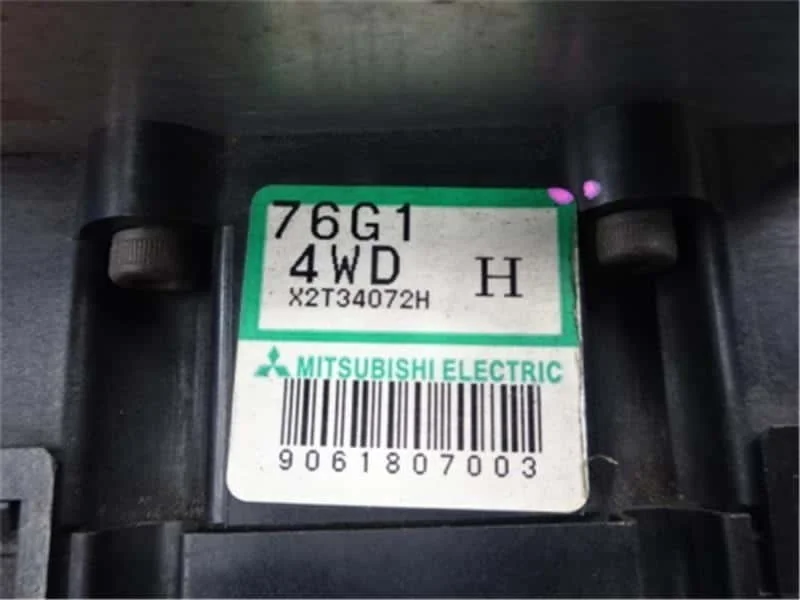 76G1
4WD
H
X2T34072H
MITSUBISHI ELECTRIC
9061807003